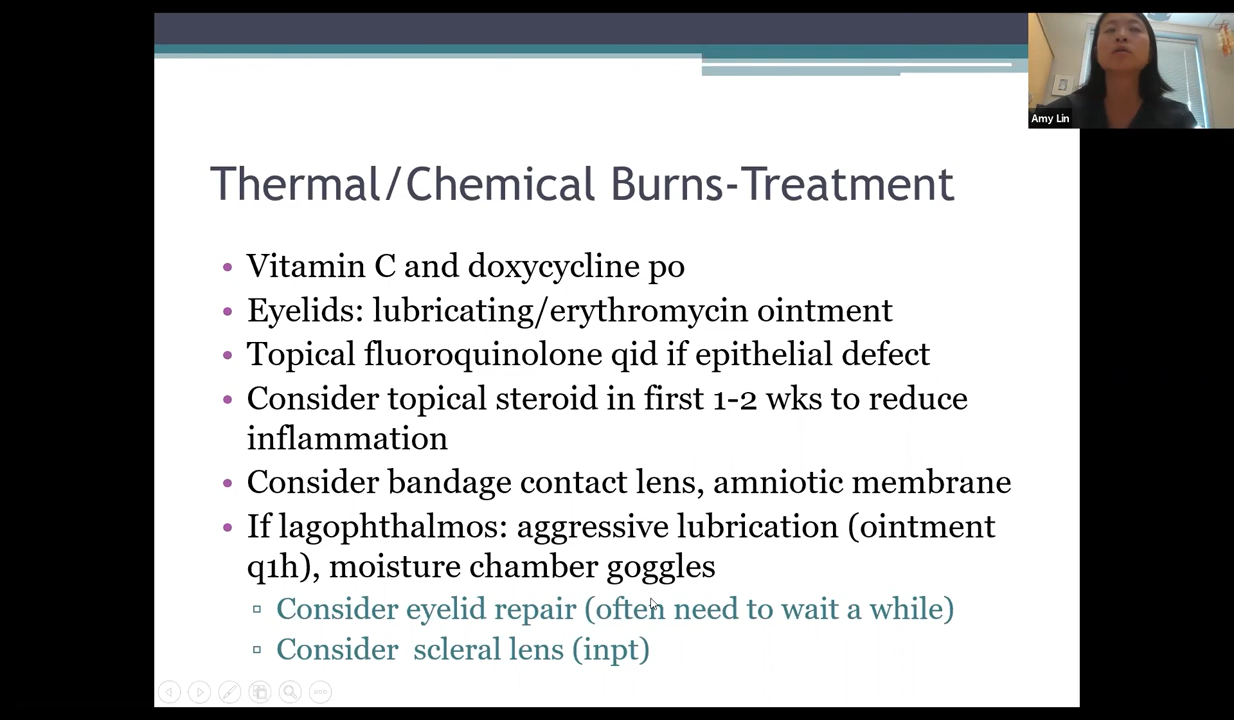 Amy Lin
Thermal/Chemical Burns-Treatment
• Vitamin C and doxycycline po
• Eyelids: lubricating/erythromycin ointment
• Topical fluoroquinolone qid if epithelial defect
• Consider topical steroid in first 1-2 wks to reduce
inflammation
• Consider bandage contact lens, amniotic membrane
• If lagophthalmos: aggressive lubrication (ointment
q1h), moisture chamber goggles
▫ Consider eyelid repair (often need to wait a while)
▫ Consider  scleral lens (inpt)